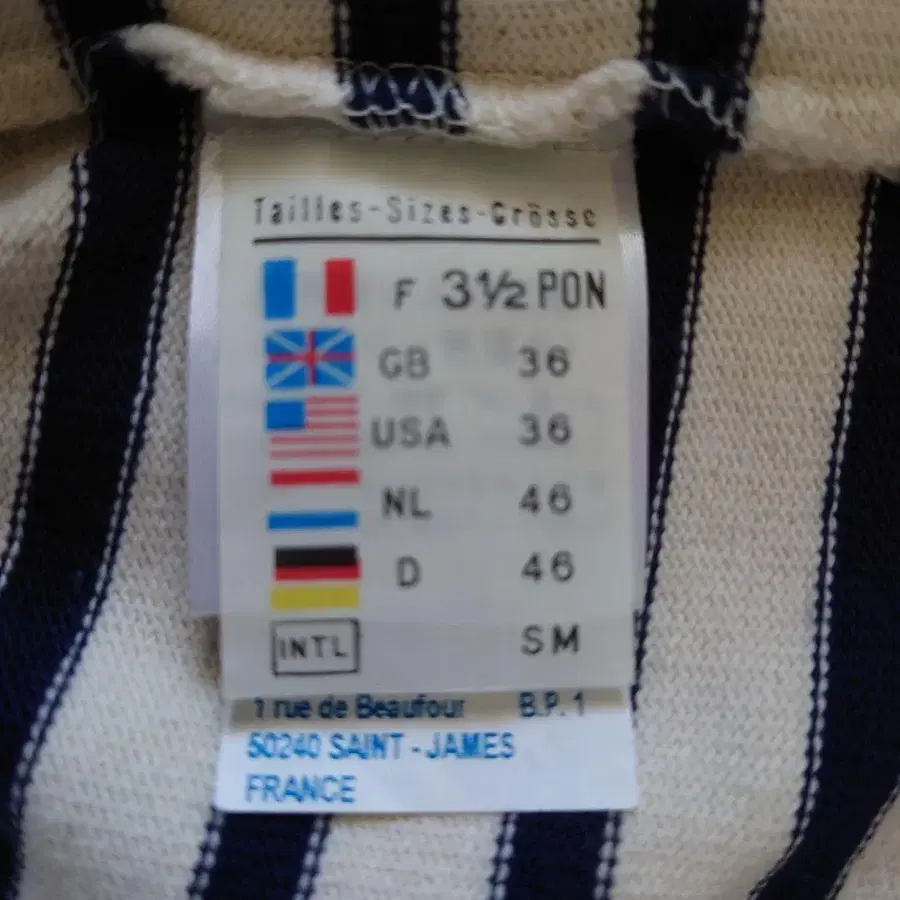 Tailles-Sizes-Grösse
F 3½ PON
GB 36
USA 36
NL 46
D 46
INTL SM
1 rue de Beaufour B.P. 1
50240 SAINT-JAMES
FRANCE